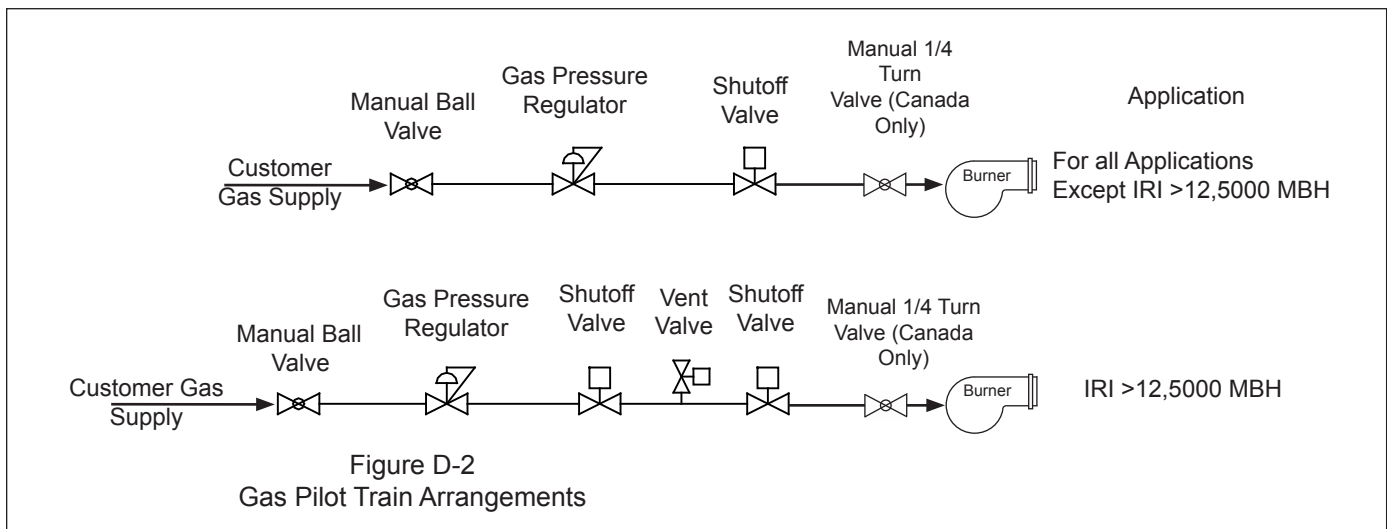 Manual Ball
Valve
Gas Pressure
Regulator
Shutoff
Valve
Manual 1/4
Turn
Valve (Canada
Only)
Application
Customer
Gas Supply
Burner
For all Applications
Except IRI >12,5000 MBH
Manual Ball
Valve
Gas Pressure
Regulator
Shutoff
Valve
Vent
Valve
Shutoff
Valve
Manual 1/4 Turn
Valve (Canada
Only)
Customer Gas
Supply
Burner
IRI >12,5000 MBH
Figure D-2
Gas Pilot Train Arrangements